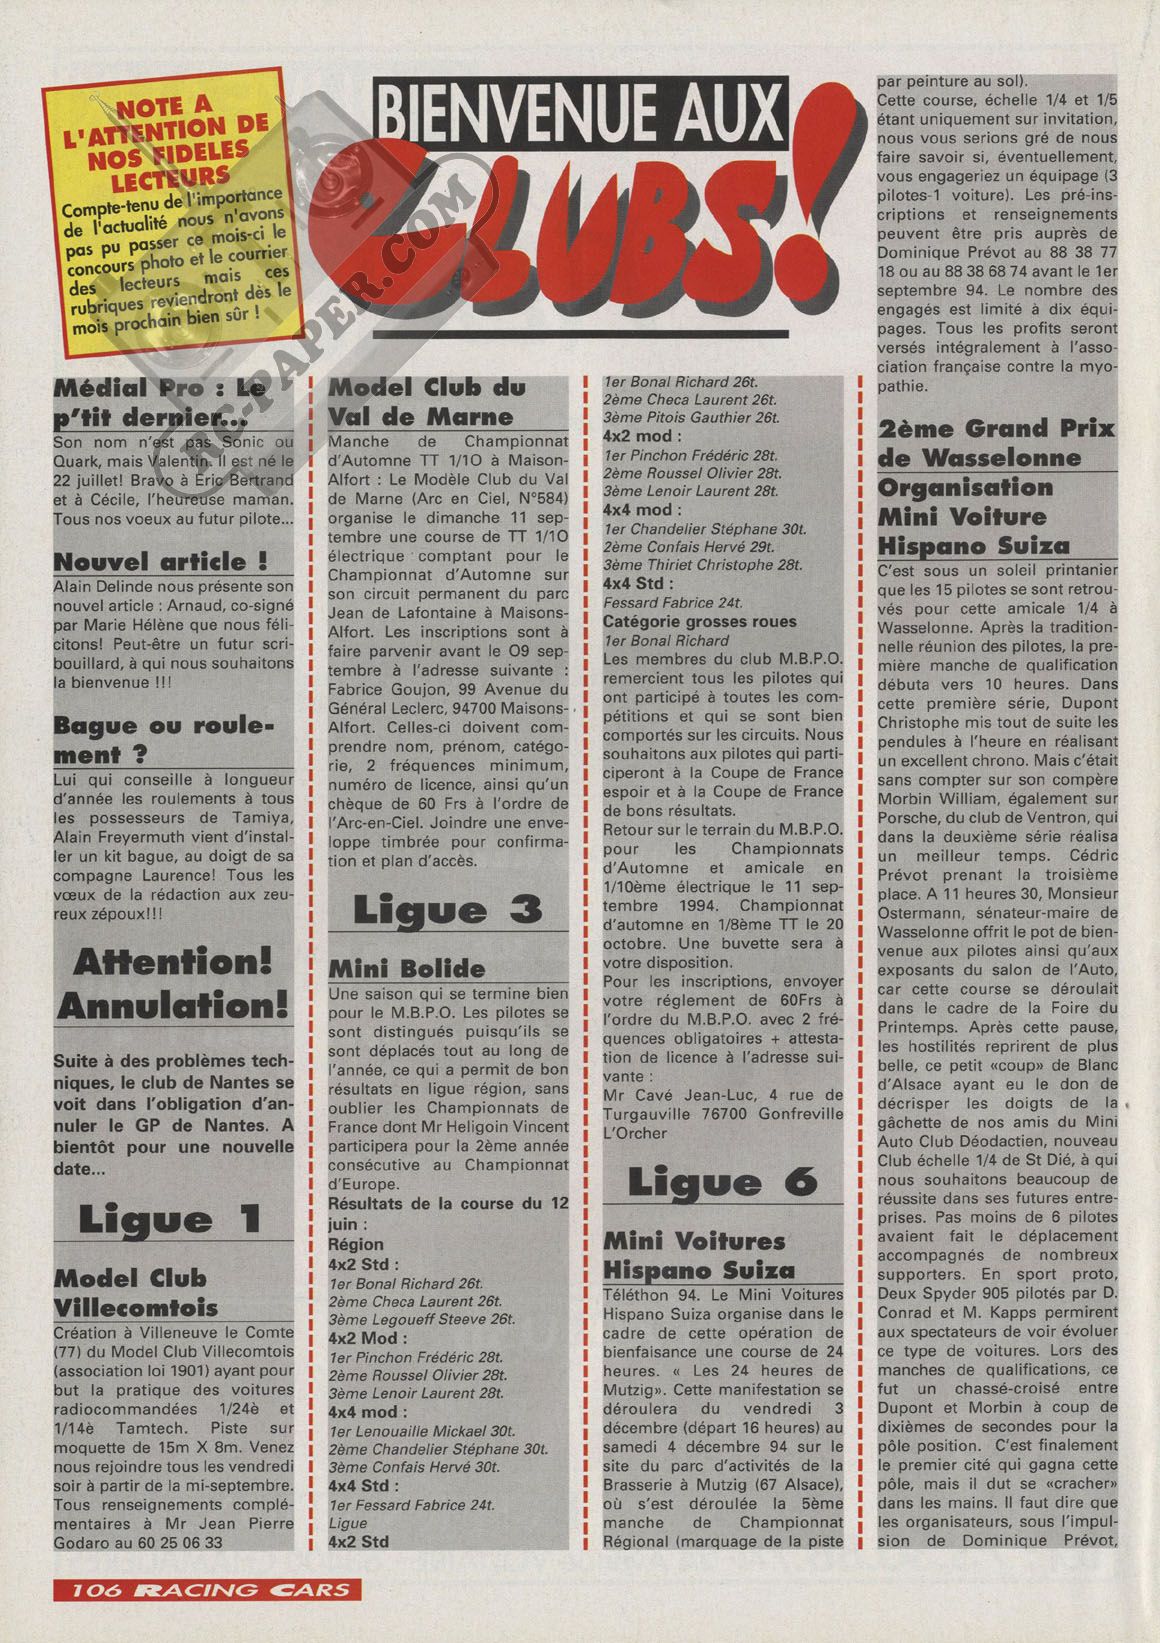 NOTE A
L'ATTENTION DE
NOS FIDELES
LECTEURS
Compte-tenu de l'importance
de l'actualité nous n'avons
pas pu passer ce mois-ci le
concours photo et le courrier
des lecteurs mais ces
rubriques reviendront dès le
mois prochain bien sûr !
BIENVENUE AUX
CLUBS!
RC-PAPER.COM
Médial Pro : Le
p'tit dernier...
Son nom n'est pas Sonic ou
Quark, mais Valentin. Il est né le
22 juillet! Bravo à Eric Bertrand
et à Cécile, l'heureuse maman.
Tous nos voeux au futur pilote...
Nouvel article !
Alain Delinde nous présente son
nouvel article : Arnaud, co-signé
par Marie Hélène que nous féli-
citons! Peut-être un futur scri-
bouillard, à qui nous souhaitons
la bienvenue !!!
Bague ou roule-
ment ?
Lui qui conseille à longueur
d'année les roulements à tous
les possesseurs de Tamiya,
Alain Freyermuth vient d'instal-
ler un kit bague, au doigt de sa
compagne Laurence! Tous les
vœux de la rédaction aux zeu-
reux zépoux!!!
Attention!
Annulation!
Suite à des problèmes tech-
niques, le club de Nantes se
voit dans l'obligation d'an-
nuler le GP de Nantes. A
bientôt pour une nouvelle
date...
Ligue 1
Model Club
Villecomtois
Création à Villeneuve le Comte
(77) du Model Club Villecomtois
(association loi 1901) ayant pour
but la pratique des voitures
radiocommandées 1/24è et
1/14è Tamtech. Piste sur
moquette de 15m X 8m. Venez
nous rejoindre tous les vendredi
soir à partir de la mi-septembre.
Tous renseignements complé-
mentaires à Mr Jean Pierre
Godaro au 60 25 06 33
Model Club du
Val de Marne
Manche de Championnat
d'Automne TT 1/1O à Maison-
Alfort : Le Modèle Club du Val
de Marne (Arc en Ciel, N°584)
organise le dimanche 11 sep-
tembre une course de TT 1/1O
électrique comptant pour le
Championnat d'Automne sur
son circuit permanent du parc
Jean de Lafontaine à Maisons-
Alfort. Les inscriptions sont à
faire parvenir avant le O9 sep-
tembre à l'adresse suivante :
Fabrice Goujon, 99 Avenue du
Général Leclerc, 94700 Maisons-
Alfort. Celles-ci doivent com-
prendre nom, prénom, catégo-
rie, 2 fréquences minimum,
numéro de licence, ainsi qu'un
chèque de 60 Frs à l'ordre de
l'Arc-en-Ciel. Joindre une enve-
loppe timbrée pour confirma-
tion et plan d'accès.
Ligue 3
Mini Bolide
Une saison qui se termine bien
pour le M.B.P.O. Les pilotes se
sont distingués puisqu'ils se
sont déplacés tout au long de
l'année, ce qui a permit de bon
résultats en ligue région, sans
oublier les Championnats de
France dont Mr Heligoin Vincent
participera pour la 2ème année
consécutive au Championnat
d'Europe.
Résultats de la course du 12
juin :
Région
4x2 Std :
1er Bonal Richard 26t.
2ème Checa Laurent 26t.
3ème Legoueff Steeve 26t.
4x2 Mod :
1er Pinchon Frédéric 28t.
2ème Roussel Olivier 28t.
3ème Lenoir Laurent 28t.
4x4 mod :
1er Lenouaille Mickael 30t.
2ème Chandelier Stéphane 30t.
3ème Confais Hervé 30t.
4x4 Std :
1er Fessard Fabrice 24t.
Ligue
4x2 Std
1er Bonal Richard 26t.
2ème Checa Laurent 26t.
3ème Pitois Gauthier 26t.
4x2 mod :
1er Pinchon Frédéric 28t.
2ème Roussel Olivier 28t.
3ème Lenoir Laurent 28t.
4x4 mod :
1er Chandelier Stéphane 30t.
2ème Confais Hervé 29t.
3ème Thiriet Christophe 28t.
4x4 Std :
Fessard Fabrice 24t.
Catégorie grosses roues
1er Bonal Richard
Les membres du club M.B.P.O.
remercient tous les pilotes qui
ont participé à toutes les com-
pétitions et qui se sont bien
comportés sur les circuits. Nous
souhaitons aux pilotes qui parti-
ciperont à la Coupe de France
espoir et à la Coupe de France
de bons résultats.
Retour sur le terrain du M.B.P.O.
pour les Championnats
d'Automne et amicale en
1/10ème électrique le 11 sep-
tembre 1994. Championnat
d'automne en 1/8ème TT le 20
octobre. Une buvette sera à
votre disposition.
Pour les inscriptions, envoyer
votre réglement de 60Frs à
l'ordre du M.B.P.O. avec 2 fré-
quences obligatoires + attesta-
tion de licence à l'adresse sui-
vante :
Mr Cavé Jean-Luc, 4 rue de
Turgauville 76700 Gonfreville
L'Orcher
Ligue 6
Mini Voitures
Hispano Suiza
Téléthon 94. Le Mini Voitures
Hispano Suiza organise dans le
cadre de cette opération de
bienfaisance une course de 24
heures. « Les 24 heures de
Mutzig». Cette manifestation se
déroulera du vendredi 3
décembre (départ 16 heures) au
samedi 4 décembre 94 sur le
site du parc d'activités de la
Brasserie à Mutzig (67 Alsace),
où s'est déroulée la 5ème
manche de Championnat
Régional (marquage de la piste
par peinture au sol).
Cette course, échelle 1/4 et 1/5
étant uniquement sur invitation,
nous vous serions gré de nous
faire savoir si, éventuellement,
vous engageriez un équipage (3
pilotes-1 voiture). Les pré-ins-
criptions et renseignements
peuvent être pris auprès de
Dominique Prévot au 88 38 77
18 ou au 88 38 68 74 avant le 1er
septembre 94. Le nombre des
engagés est limité à dix équi-
pages. Tous les profits seront
versés intégralement à l'asso-
ciation française contre la myo-
pathie.
2ème Grand Prix
de Wasselonne
Organisation
Mini Voiture
Hispano Suiza
C'est sous un soleil printanier
que les 15 pilotes se sont retrou-
vés pour cette amicale 1/4 à
Wasselonne. Après la tradition-
nelle réunion des pilotes, la pre-
mière manche de qualification
débuta vers 10 heures. Dans
cette première série, Dupont
Christophe mis tout de suite les
pendules à l'heure en réalisant
un excellent chrono. Mais c'était
sans compter sur son compère
Morbin William, également sur
Porsche, du club de Ventron, qui
dans la deuxième série réalisa
un meilleur temps. Cédric
Prévot prenant la troisième
place. A 11 heures 30, Monsieur
Ostermann, sénateur-maire de
Wasselonne offrit le pot de bien-
venue aux pilotes ainsi qu'aux
exposants du salon de l'Auto,
car cette course se déroulait
dans le cadre de la Foire du
Printemps. Après cette pause,
les hostilités reprirent de plus
belle, ce petit «coup» de Blanc
d'Alsace ayant eu le don de
décrisper les doigts de la
gâchette de nos amis du Mini
Auto Club Déodactien, nouveau
Club échelle 1/4 de St Dié, à qui
nous souhaitons beaucoup de
réussite dans ses futures entre-
prises. Pas moins de 6 pilotes
avaient fait le déplacement
accompagnés de nombreux
supporters. En sport proto,
Deux Spyder 905 pilotés par D.
Conrad et M. Kapps permirent
aux spectateurs de voir évoluer
ce type de voitures. Lors des
manches de qualifications, ce
fut un chassé-croisé entre
Dupont et Morbin à coup de
dixièmes de secondes pour la
pôle position. C'est finalement
le premier cité qui gagna cette
pôle, mais il dut se «cracher»
dans les mains. Il faut dire que
les organisateurs, sous l'impul-
sion de Dominique Prévot,
106 RACING CARS